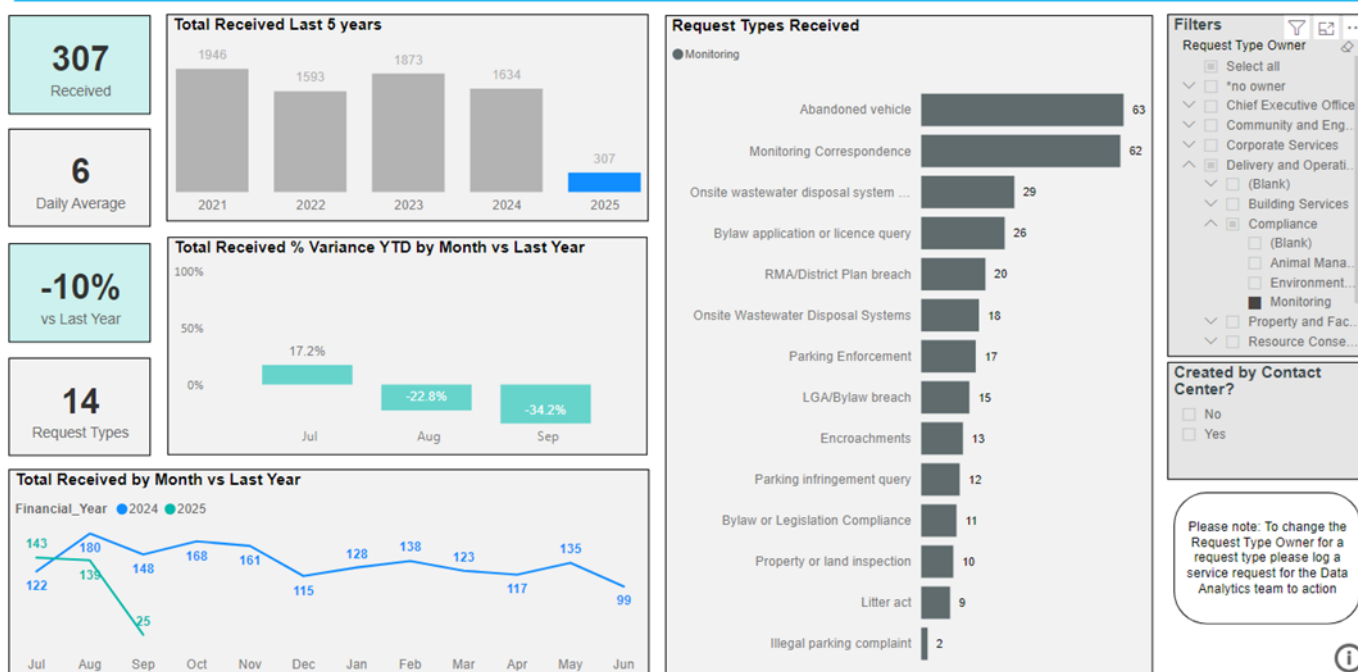 307
Received
6
Daily Average
-10%
vs Last Year
14
Request Types
Total Received Last 5 years
1946
1593
1873
1634
307
2021
2022
2023
2024
2025
Total Received % Variance YTD by Month vs Last Year
100%
50%
0%
17.2%
-22.8%
-34.2%
Jul
Aug
Sep
Total Received by Month vs Last Year
Financial_Year 2024 2025
143
139
25
122
180
148
168
161
115
128
138
123
117
135
99
Jul Aug Sep Oct Nov Dec Jan Feb Mar Apr May Jun
Request Types Received
Monitoring
Abandoned vehicle 63
Monitoring Correspondence 62
Onsite wastewater disposal system ... 29
Bylaw application or licence query 26
RMA/District Plan breach 20
Onsite Wastewater Disposal Systems 18
Parking Enforcement 17
LGA/Bylaw breach 15
Encroachments 13
Parking infringement query 12
Bylaw or Legislation Compliance 11
Property or land inspection 10
Litter act 9
Illegal parking complaint 2
Filters
Request Type Owner
Select all
*no owner
Chief Executive Office
Community and Eng...
Corporate Services
Delivery and Operati...
(Blank)
Building Services
Compliance
(Blank)
Animal Mana...
Environment...
Monitoring
Property and Fac...
Resource Conse...
Created by Contact
Center?
No
Yes
Please note: To change the
Request Type Owner for a
request type please log a
service request for the Data
Analytics team to action